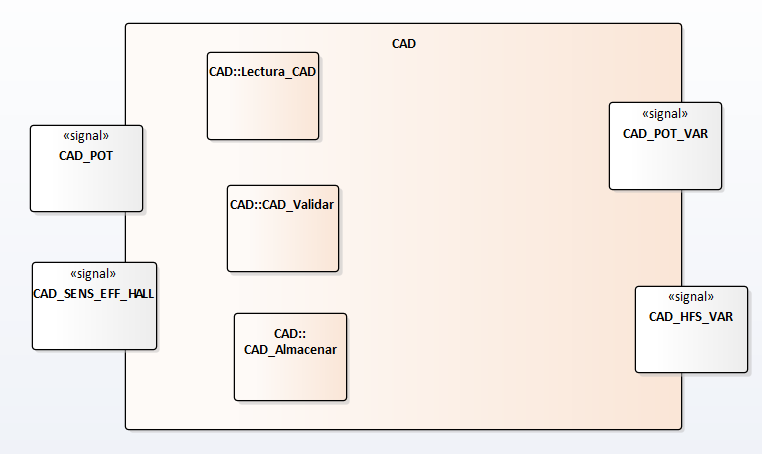 CAD
CAD::Lectura_CAD
«signal»
CAD_POT
«signal»
CAD_POT_VAR
CAD::CAD_Validar
«signal»
CAD_SENS_EFF_HALL
«signal»
CAD_HFS_VAR
CAD::
CAD_Almacenar